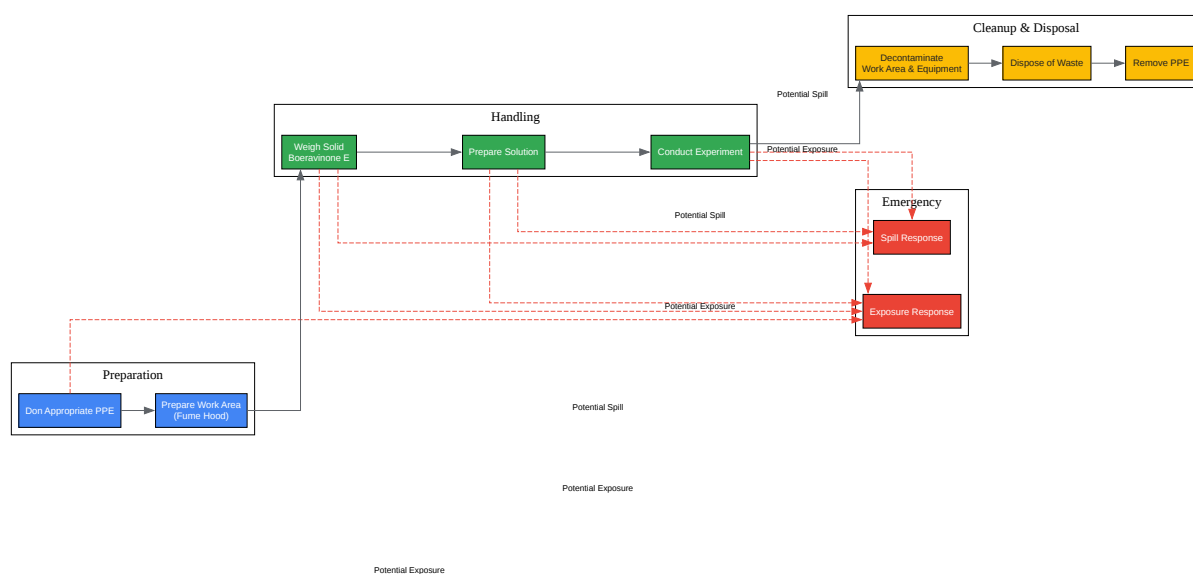 Cleanup & Disposal
Decontaminate
Work Area & Equipment
Dispose of Waste
Remove PPE
Potential Spill
Handling
Weigh Solid
Boeravinone E
Prepare Solution
Conduct Experiment
Potential Exposure
Emergency
Potential Spill
Spill Response
Potential Exposure
Exposure Response
Preparation
Don Appropriate PPE
Prepare Work Area
(Fume Hood)
Potential Spill
Potential Exposure
Potential Exposure